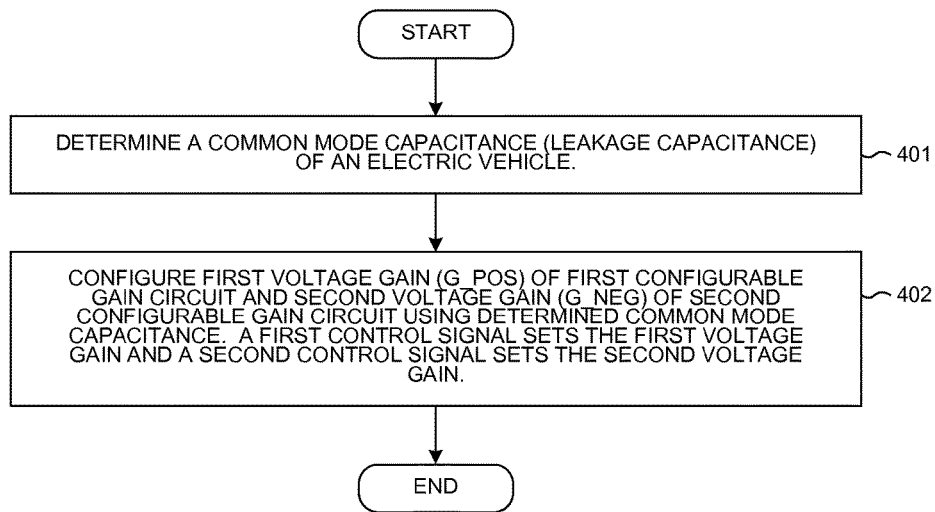 START
DETERMINE A COMMON MODE CAPACITANCE (LEAKAGE CAPACITANCE)
OF AN ELECTRIC VEHICLE.
401
CONFIGURE FIRST VOLTAGE GAIN (G_POS) OF FIRST CONFIGURABLE
GAIN CIRCUIT AND SECOND VOLTAGE GAIN (G_NEG) OF SECOND
CONFIGURABLE GAIN CIRCUIT USING DETERMINED COMMON MODE
CAPACITANCE. A FIRST CONTROL SIGNAL SETS THE FIRST VOLTAGE
GAIN AND A SECOND CONTROL SIGNAL SETS THE SECOND VOLTAGE
GAIN.
402
END